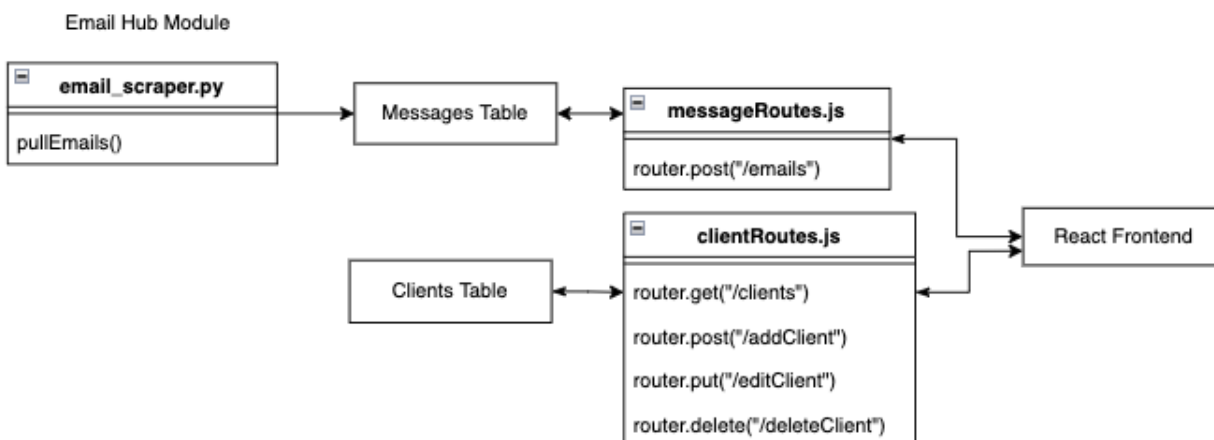 Email Hub Module
email_scraper.py
pullEmails()
Messages Table
messageRoutes.js
router.post("/emails")
Clients Table
clientRoutes.js
router.get("/clients")
router.post("/addClient")
router.put("/editClient")
router.delete("/deleteClient")
React Frontend